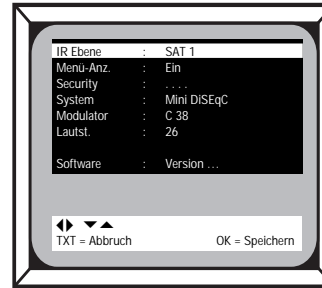 IR Ebene : SAT 1
Menü-Anz. : Ein
Security : . . . .
System : Mini DiSEqC
Modulator : C 38
Lautst. : 26
Software : Version ...
TXT = Abbruch OK = Speichern